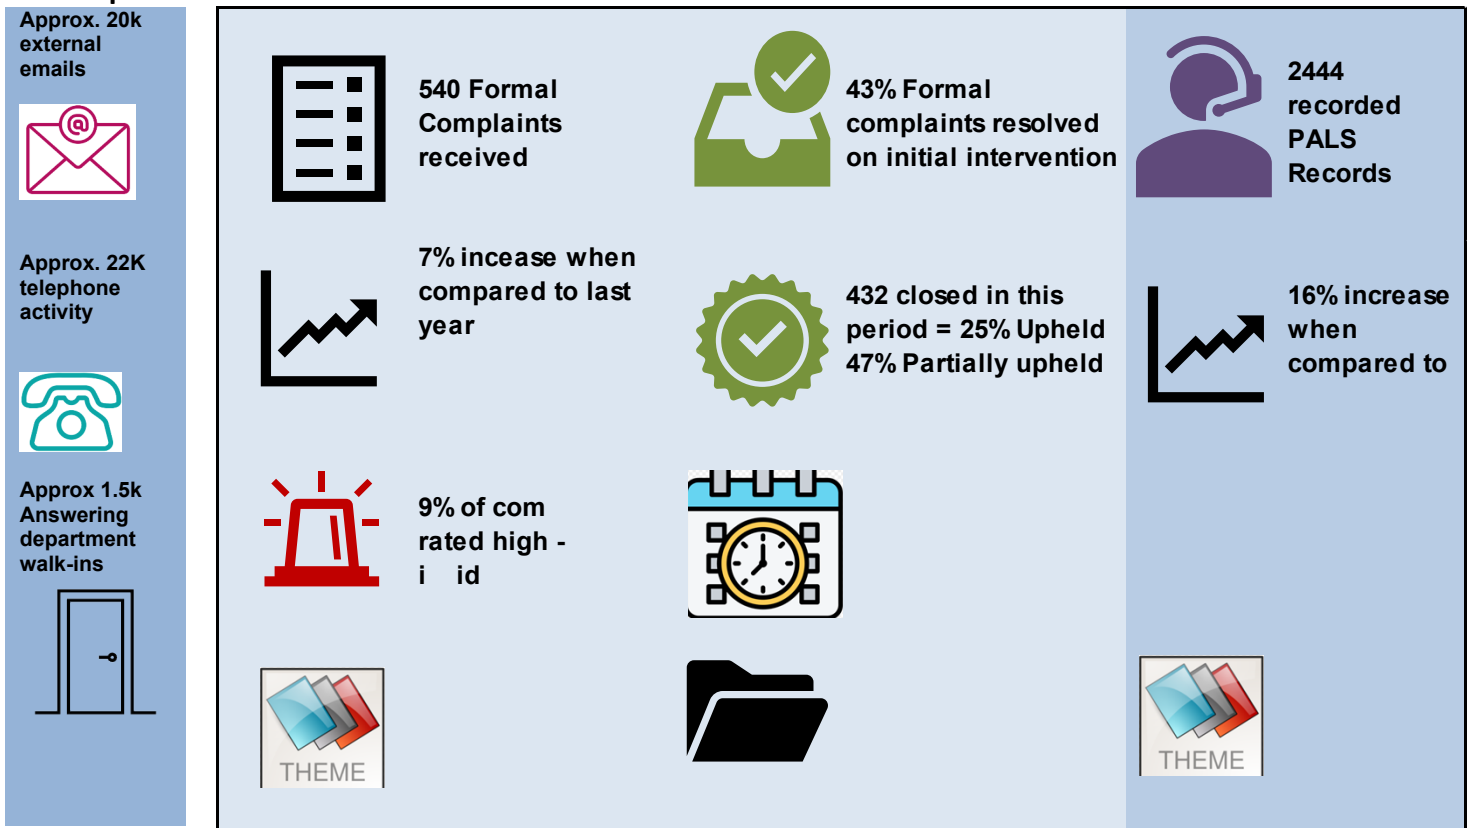 Approx. 20k
external
emails
Approx. 22K
telephone
activity
Approx 1.5k
Answering
department
walk-ins
540 Formal
Complaints
received
7% incease when
compared to last
year
9% of com
rated high -
i id
THEME
43% Formal
complaints resolved
on initial intervention
432 closed in this
period = 25% Upheld
47% Partially upheld
2444
recorded
PALS
Records
16% increase
when
compared to
THEME